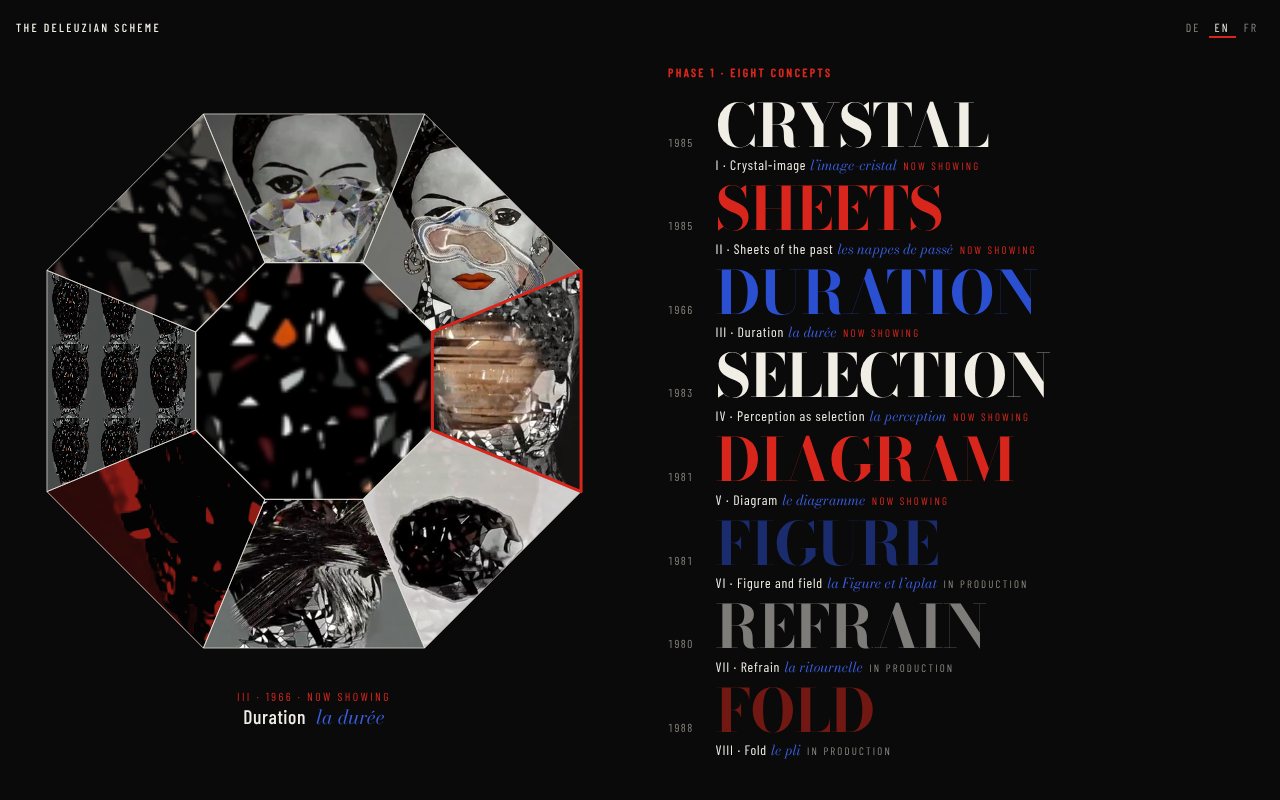 THE DELEUZIAN SCHEME
DE EN FR
PHASE 1 · EIGHT CONCEPTS
1985 CRYSTAL
I · Crystal-image l'image-cristal NOW SHOWING
1985 SHEETS
II · Sheets of the past les nappes de passé NOW SHOWING
1966 DURATION
III · Duration la durée NOW SHOWING
1983 SELECTION
IV · Perception as selection la perception NOW SHOWING
1981 DIAGRAM
V · Diagram le diagramme NOW SHOWING
1981 FIGURE
VI · Figure and field la Figure et l'aplat IN PRODUCTION
1980 REFRAIN
VII · Refrain la ritournelle IN PRODUCTION
1988 FOLD
VIII · Fold le pli IN PRODUCTION
III · 1966 · NOW SHOWING
Duration la durée